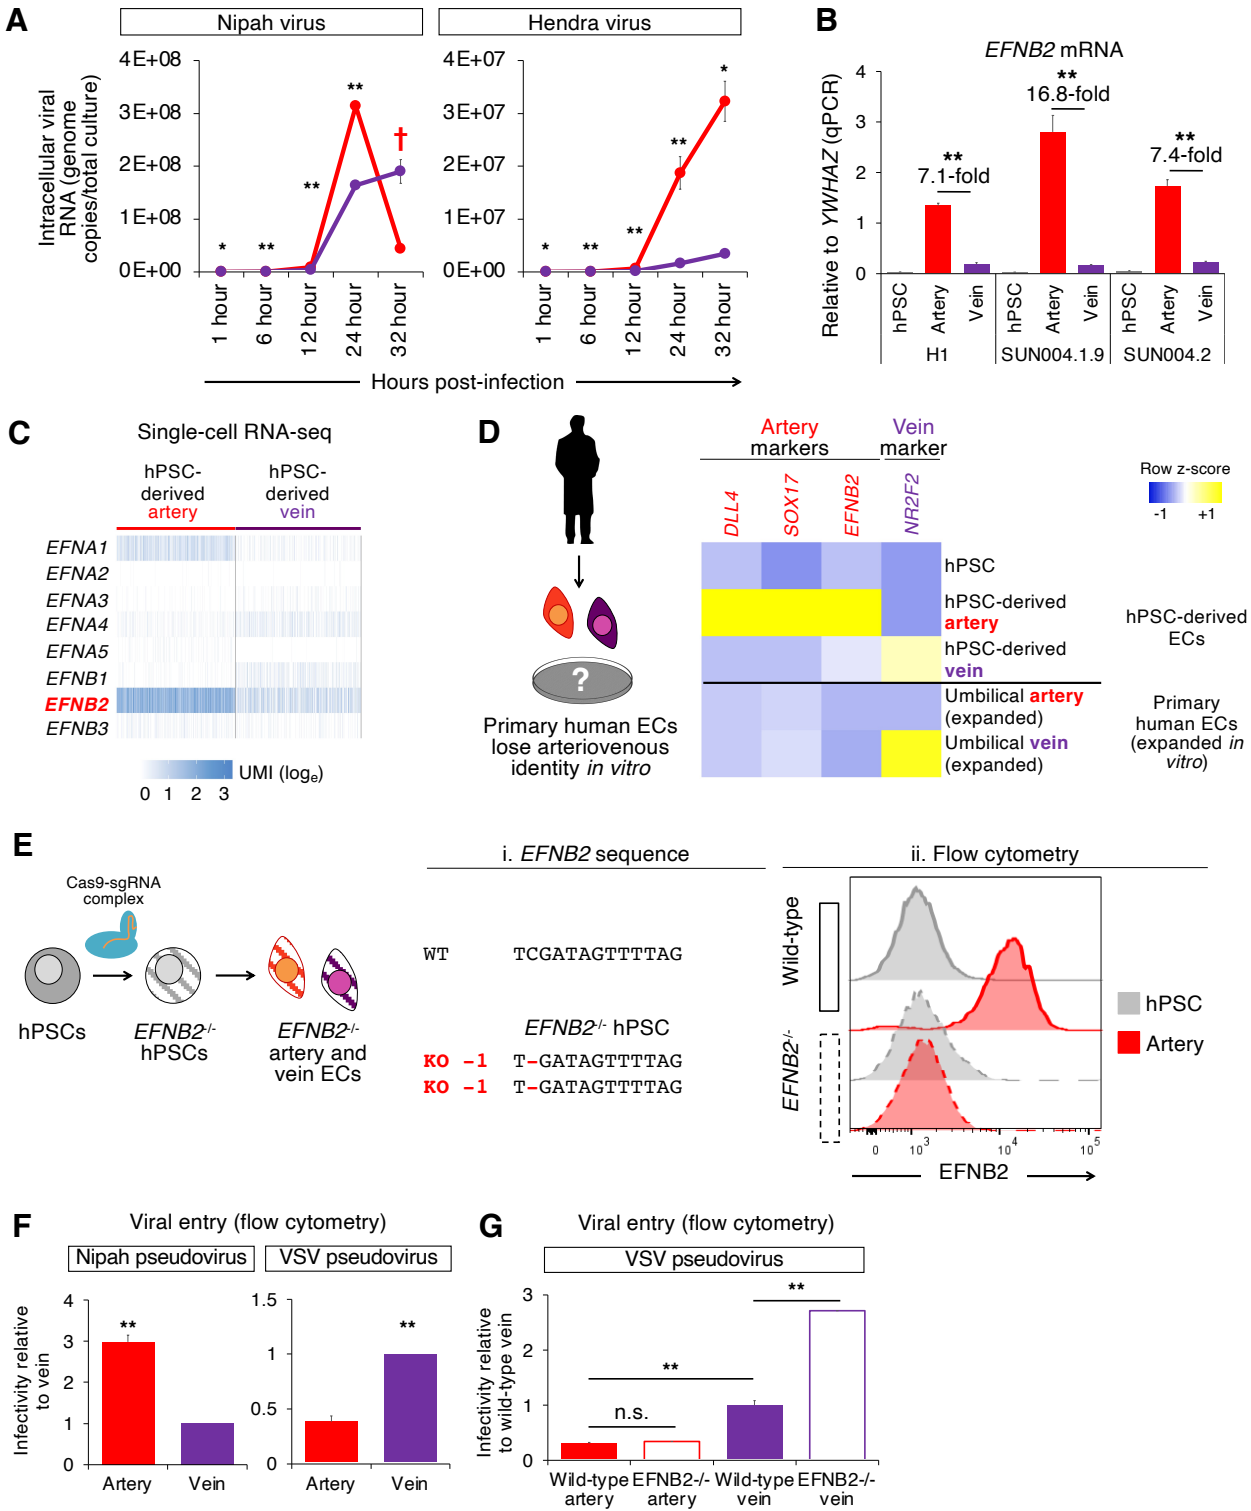 A
Nipah virus
Hendra virus
Intracellular viral
RNA (genome
copies/total culture)
4E+08
3E+08
2E+08
1E+08
0E+00
*
**
**
**
†
4E+07
3E+07
2E+07
1E+07
0E+00
*
**
**
**
*
1 hour
6 hour
12 hour
24 hour
32 hour
1 hour
6 hour
12 hour
24 hour
32 hour
Hours post-infection
B
EFNB2 mRNA
Relative to YWHAZ (qPCR)
4
3
2
1
0
**
7.1-fold
**
16.8-fold
**
7.4-fold
hPSC
Artery
Vein
hPSC
Artery
Vein
hPSC
Artery
Vein
H1
SUN004.1.9
SUN004.2
C
Single-cell RNA-seq
hPSC-
derived
artery
hPSC-
derived
vein
EFNA1
EFNA2
EFNA3
EFNA4
EFNA5
EFNB1
EFNB2
EFNB3
UMI (logₑ)
0 1 2 3
D
?
Primary human ECs
lose arteriovenous
identity in vitro
Artery
markers
Vein
marker
DLL4
SOX17
EFNB2
NR2F2
Row z-score
-1 +1
hPSC
hPSC-derived
artery
hPSC-derived
vein
Umbilical artery
(expanded)
Umbilical vein
(expanded)
hPSC-derived
ECs
Primary
human ECs
(expanded in
vitro)
E
Cas9-sgRNA
complex
hPSCs
EFNB2-/-
hPSCs
EFNB2-/-
artery and
vein ECs
i. EFNB2 sequence
WT TCGATAGTTTTAG
EFNB2-/- hPSC
KO -1 T-GATAGTTTTAG
KO -1 T-GATAGTTTTAG
ii. Flow cytometry
Wild-type
EFNB2-/-
0 10³ 10⁴ 10⁵
EFNB2
hPSC
Artery
F
Viral entry (flow cytometry)
Nipah pseudovirus
VSV pseudovirus
Infectivity relative
to vein
4
3
2
1
0
**
Artery
Vein
1.5
1
0.5
0
**
Artery
Vein
G
Viral entry (flow cytometry)
VSV pseudovirus
Infectivity relative
to wild-type vein
3
2
1
0
n.s.
**
**
Wild-type
artery
EFNB2-/-
artery
Wild-type
vein
EFNB2-/-
vein